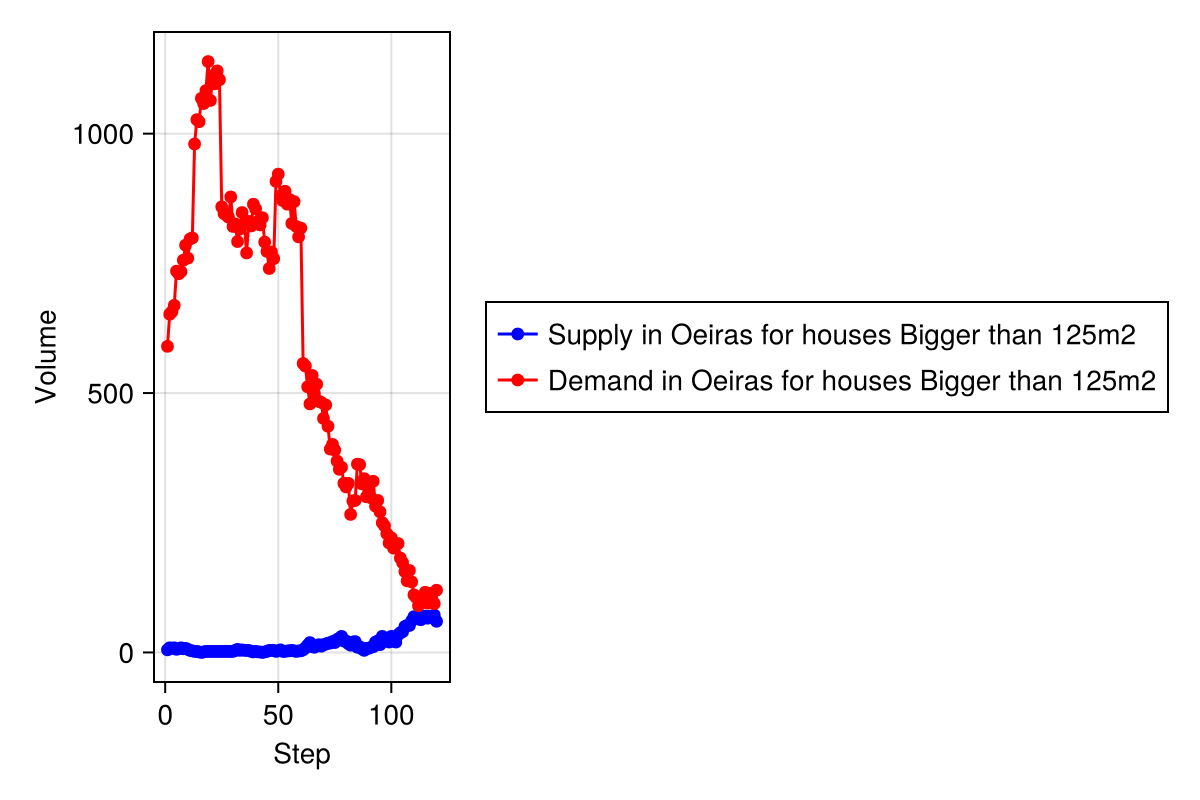 Volume
1000
500
0
0 50 100
Step
Supply in Oeiras for houses Bigger than 125m2
Demand in Oeiras for houses Bigger than 125m2